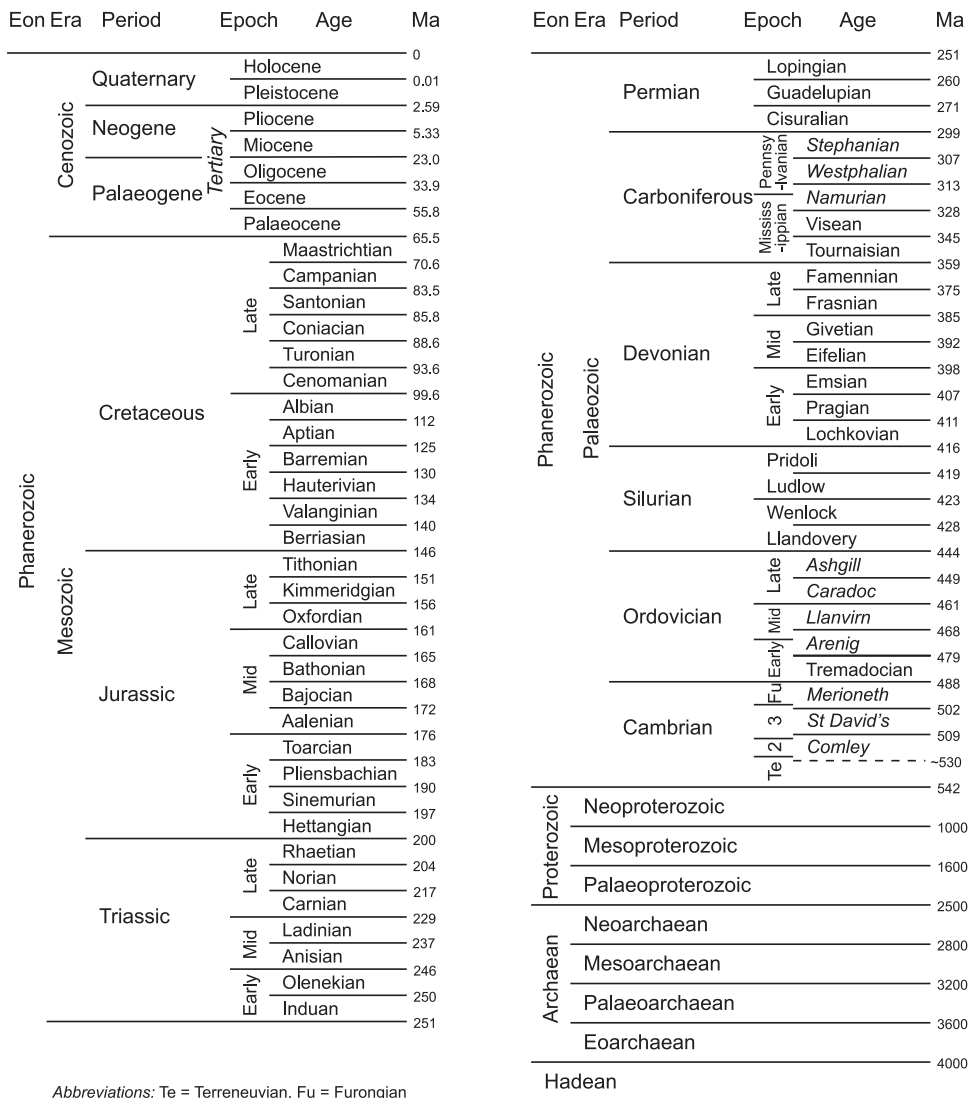 Eon Era Period Epoch Age Ma
0
Holocene
Quaternary
0.01
Pleistocene
2.59
Pliocene
Neogene
5.33
Miocene
23.0
Tertiary
Oligocene
33.9
Palaeogene
Eocene
55.8
Palaeocene
Cenozoic
65.5
Maastrichtian
70.6
Campanian
83.5
Santonian
Late
85.8
Coniacian
88.6
Turonian
93.6
Cenomanian
99.6
Cretaceous
Albian
112
Aptian
125
Barremian
Early
130
Hauterivian
134
Valanginian
140
Berriasian
146
Phanerozoic
Mesozoic
Tithonian
151
Kimmeridgian
Late
156
Oxfordian
161
Callovian
165
Bathonian
Mid
168
Jurassic
Bajocian
172
Aalenian
176
Toarcian
183
Pliensbachian
Early
190
Sinemurian
197
Hettangian
200
Rhaetian
204
Norian
Late
217
Carnian
229
Triassic
Ladinian
Mid
237
Anisian
246
Olenekian
Early
250
Induan
251
Abbreviations: Te = Terreneuvian, Fu = Furongian
Eon Era Period Epoch Age Ma
251
Lopingian
260
Permian
Guadelupian
271
Cisuralian
299
Stephanian
307
Pennsy
-lvanian
Westphalian
313
Carboniferous
Namurian
328
Mississ
-ippian
Visean
345
Tournaisian
359
Famennian
Late
375
Frasnian
385
Givetian
Mid
392
Devonian
Eifelian
398
Emsian
407
Early
Pragian
411
Lochkovian
416
Phanerozoic
Palaeozoic
Pridoli
419
Ludlow
Silurian
423
Wenlock
428
Llandovery
444
Ashgill
Late
449
Caradoc
461
Ordovician
Llanvirn
Mid
468
Arenig
Early
479
Tremadocian
488
Fu
Merioneth
502
Cambrian
3
St David's
509
2
Comley
~530
Te
542
Neoproterozoic
1000
Proterozoic
Mesoproterozoic
1600
Palaeoproterozoic
2500
Neoarchaean
2800
Archaean
Mesoarchaean
3200
Palaeoarchaean
3600
Eoarchaean
4000
Hadean